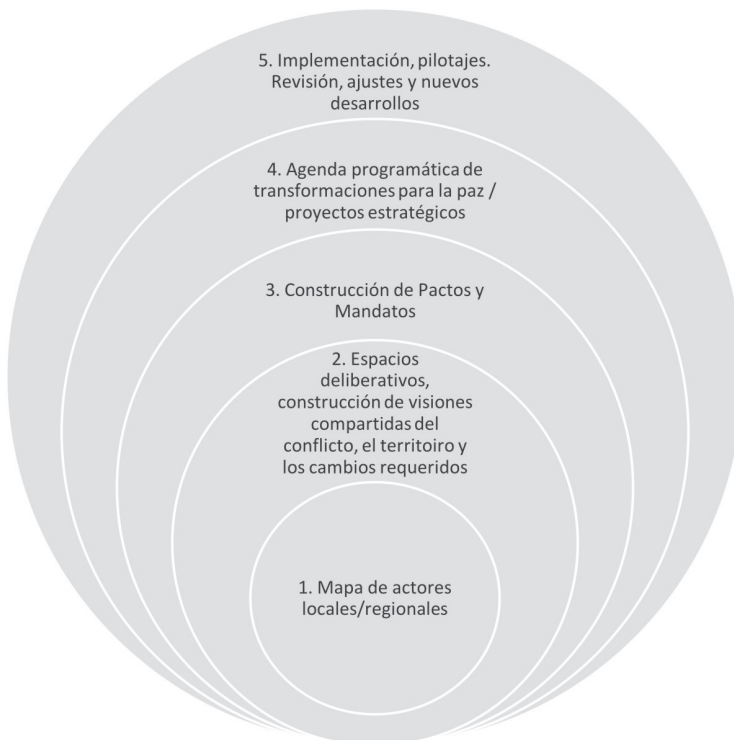 5. Implementación, pilotajes.
Revisión, ajustes y nuevos
desarrollos
4. Agenda programática de
transformaciones para la paz /
proyectos estratégicos
3. Construcción de Pactos y
Mandatos
2. Espacios
deliberativos,
construcción de visiones
compartidas del
conflicto, el territoiro y
los cambios requeridos
1. Mapa de actores
locales/regionales